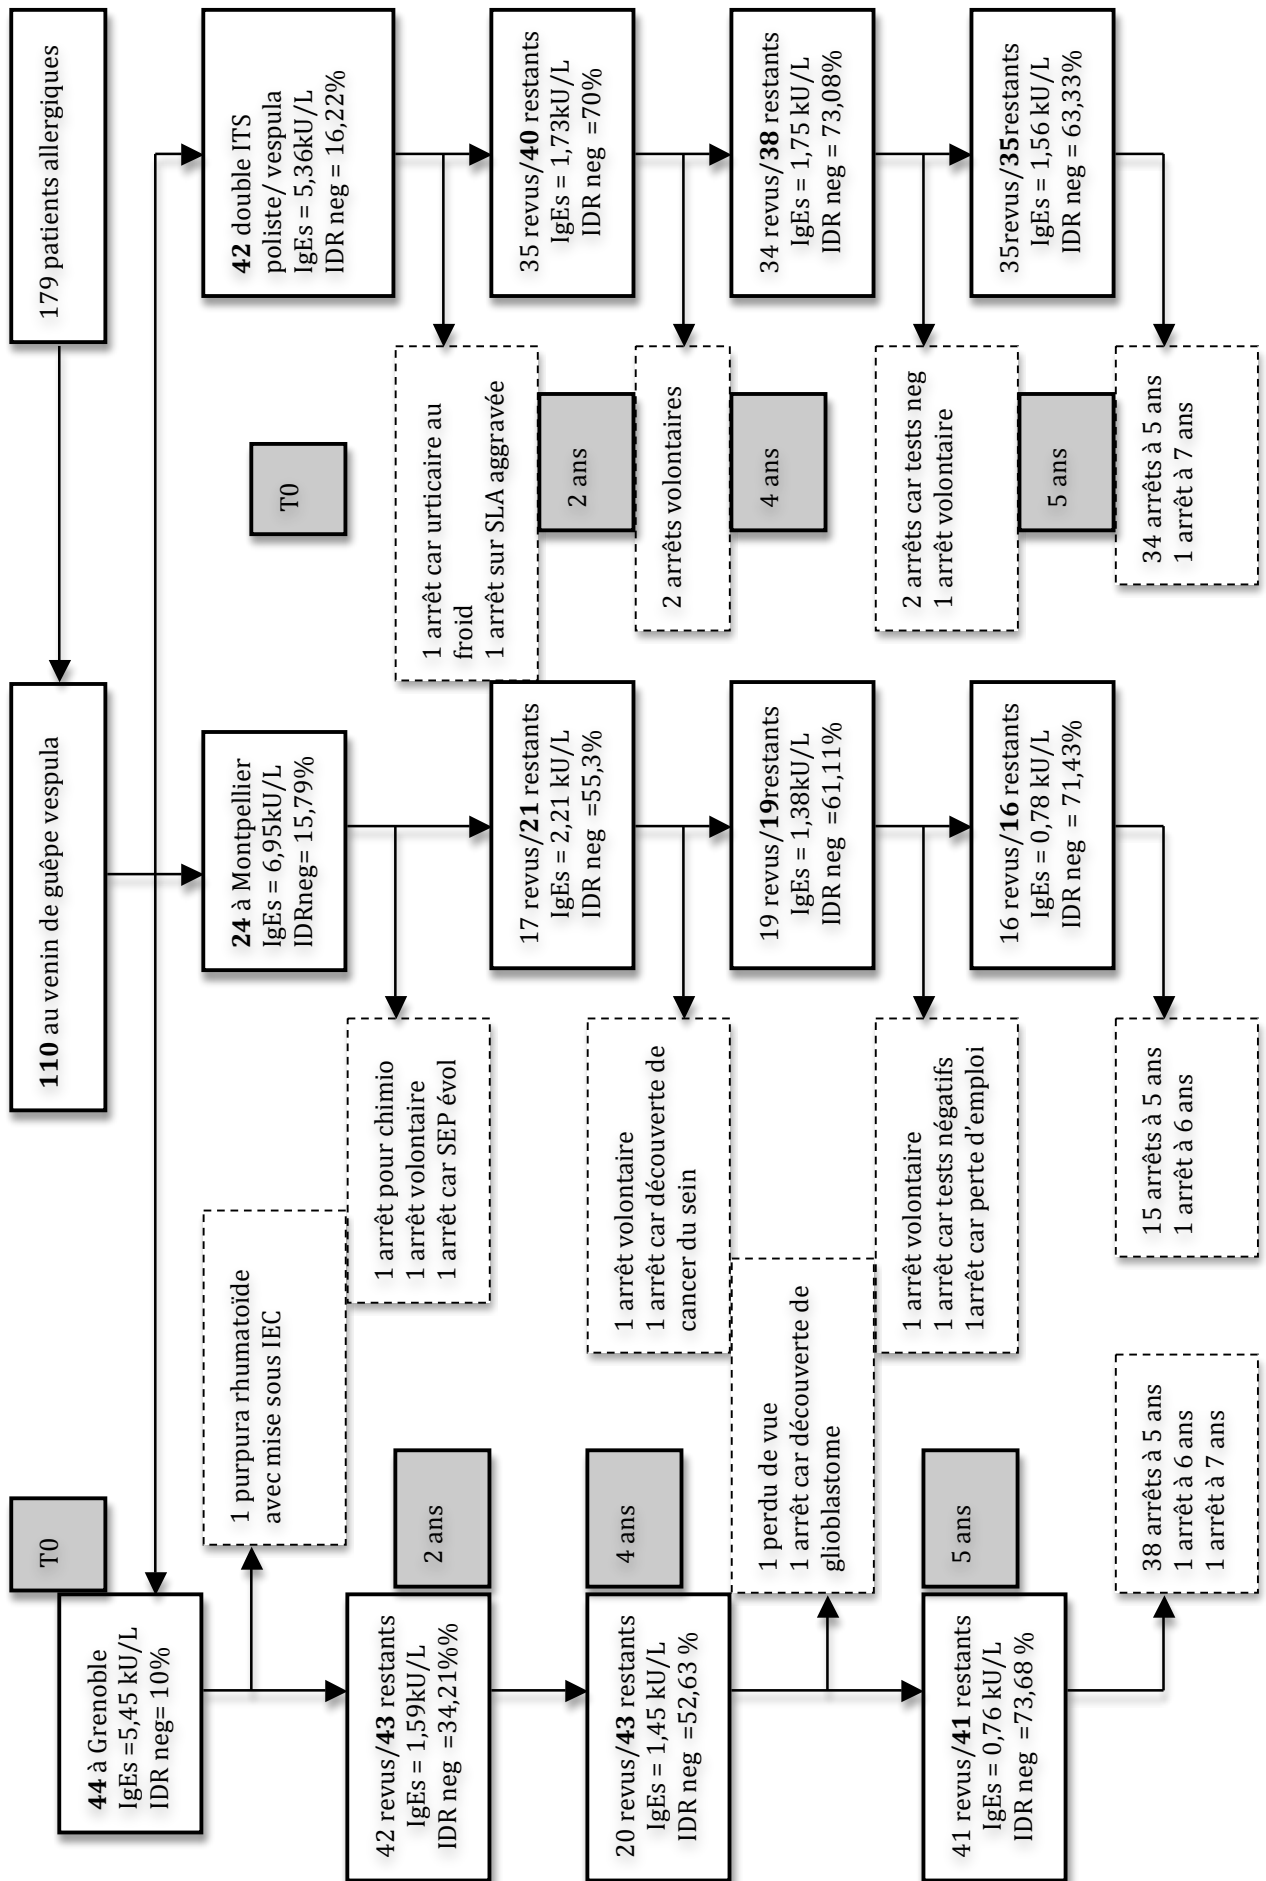 179 patients allergiques
110 au venin de guêpe vespula
T0
44 à Grenoble
IgEs =5,45 kU/L
IDR neg= 10%
24 à Montpellier
IgEs = 6,95kU/L
IDRneg= 15,79%
42 double ITS
poliste/ vespula
IgEs = 5,36kU/L
IDR neg = 16,22%
T0
1 purpura rhumatoïde
avec mise sous IEC
1 arrêt pour chimio
1 arrêt volontaire
1 arrêt car SEP évol
1 arrêt car urticaire au
froid
1 arrêt sur SLA aggravée
2 ans
42 revus/43 restants
IgEs = 1,59kU/L
IDR neg =34,21%%
17 revus/21 restants
IgEs = 2,21 kU/L
IDR neg =55,3%
2 ans
35 revus/40 restants
IgEs = 1,73kU/L
IDR neg =70%
1 arrêt volontaire
1 arrêt car découverte de
cancer du sein
2 arrêts volontaires
4 ans
20 revus/43 restants
IgEs = 1,45 kU/L
IDR neg =52,63 %
19 revus/19restants
IgEs = 1,38kU/L
IDR neg =61,11%
4 ans
34 revus/38 restants
IgEs = 1,75 kU/L
IDR neg = 73,08%
1 perdu de vue
1 arrêt car découverte de
glioblastome
1 arrêt volontaire
1 arrêt car tests négatifs
1arrêt car perte d'emploi
2 arrêts car tests neg
1 arrêt volontaire
5 ans
41 revus/41 restants
IgEs = 0,76 kU/L
IDR neg =73,68 %
16 revus/16 restants
IgEs = 0,78 kU/L
IDR neg = 71,43%
5 ans
35revus/35restants
IgEs = 1,56 kU/L
IDR neg = 63,33%
38 arrêts à 5 ans
1 arrêt à 6 ans
1 arrêt à 7 ans
15 arrêts à 5 ans
1 arrêt à 6 ans
34 arrêts à 5 ans
1 arrêt à 7 ans